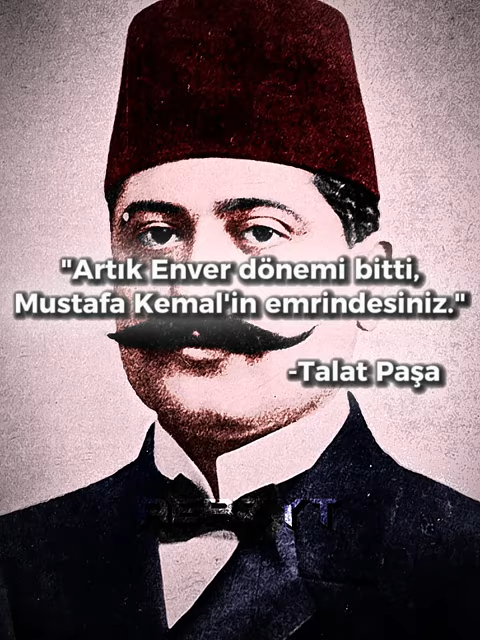 "Artık Enver dönemi bitti,
Mustafa Kemal'in emrindesiniz."
-Talat Paşa